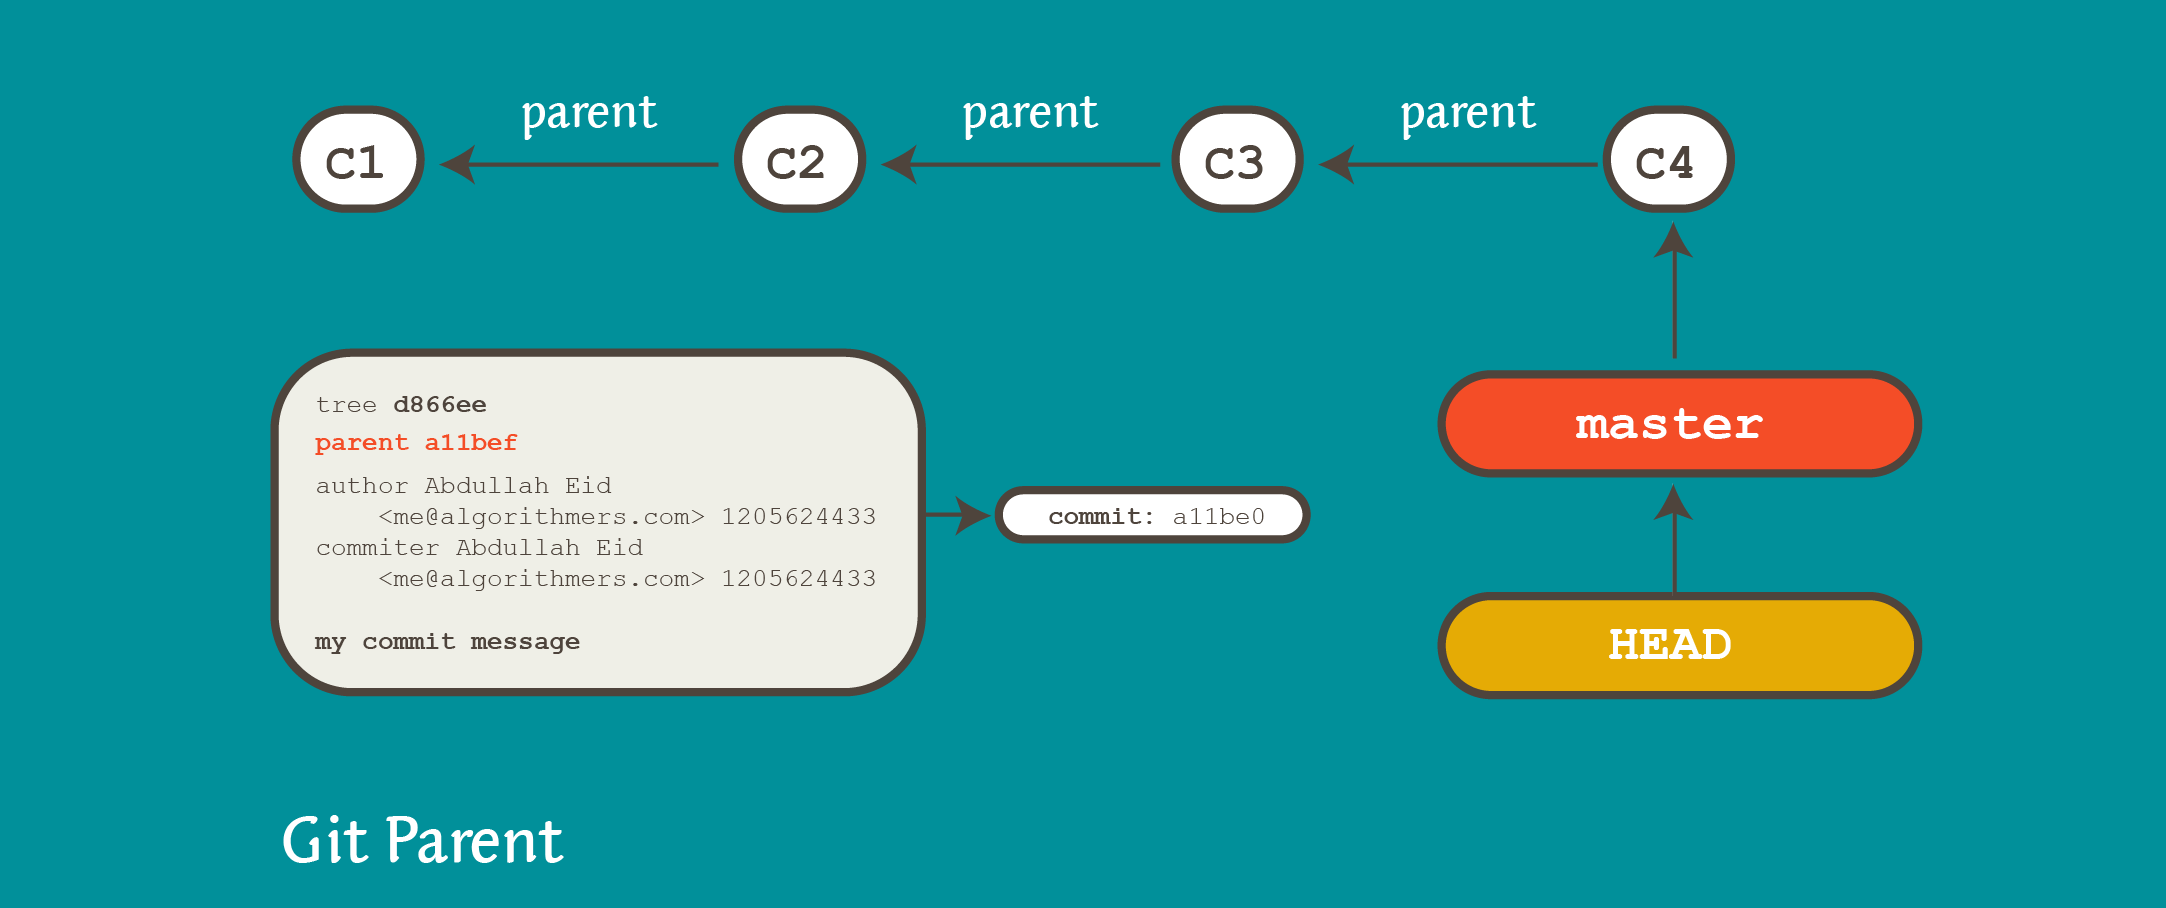 parent parent parent
C1 C2 C3 C4
tree d866ee
parent a11bef
author Abdullah Eid
<me@algorithmers.com> 1205624433
commiter Abdullah Eid
<me@algorithmers.com> 1205624433
my commit message
commit: a11be0
master
HEAD
Git Parent